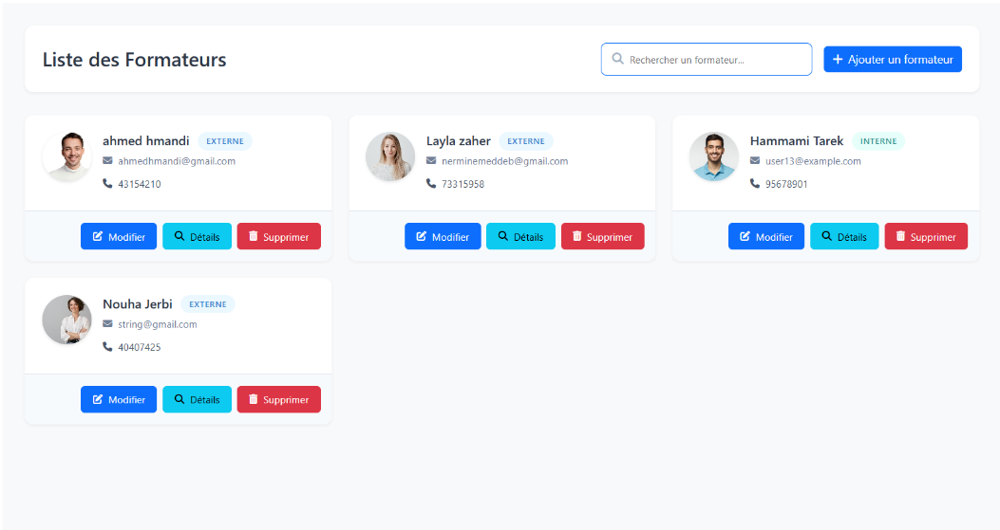 Liste des Formateurs
Rechercher un formateur...
Ajouter un formateur
ahmed hmandi EXTERNE
ahmedhmandi@gmail.com
43154210
Modifier Détails Supprimer
Layla zaher EXTERNE
nerminemeddeb@gmail.com
73315958
Modifier Détails Supprimer
Hammami Tarek INTERNE
user13@example.com
95678901
Modifier Détails Supprimer
Nouha Jerbi EXTERNE
string@gmail.com
40407425
Modifier Détails Supprimer